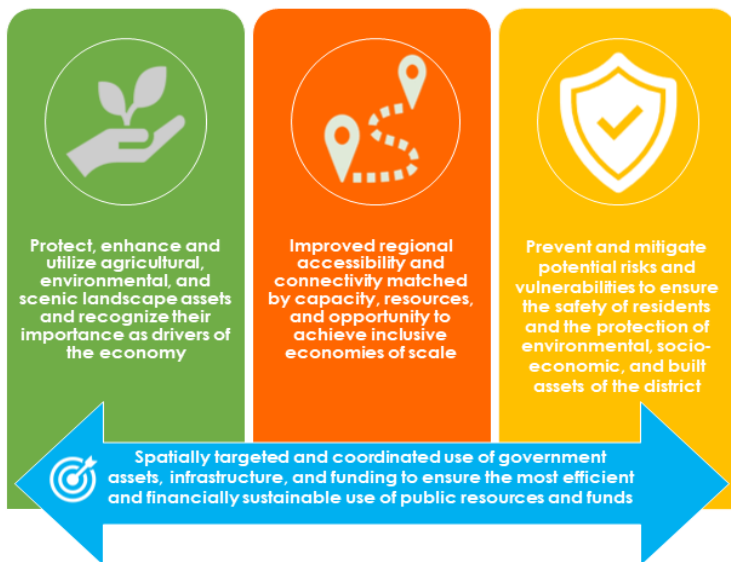 Protect, enhance and
utilize agricultural,
environmental, and
scenic landscape assets
and recognize their
importance as drivers of
the economy
Improved regional
accessibility and
connectivity matched
by capacity, resources,
and opportunity to
achieve inclusive
economies of scale
Prevent and mitigate
potential risks and
vulnerabilities to ensure
the safety of residents
and the protection of
environmental, socio-
economic, and built
assets of the district
Spatially targeted and coordinated use of government
assets, infrastructure, and funding to ensure the most efficient
and financially sustainable use of public resources and funds